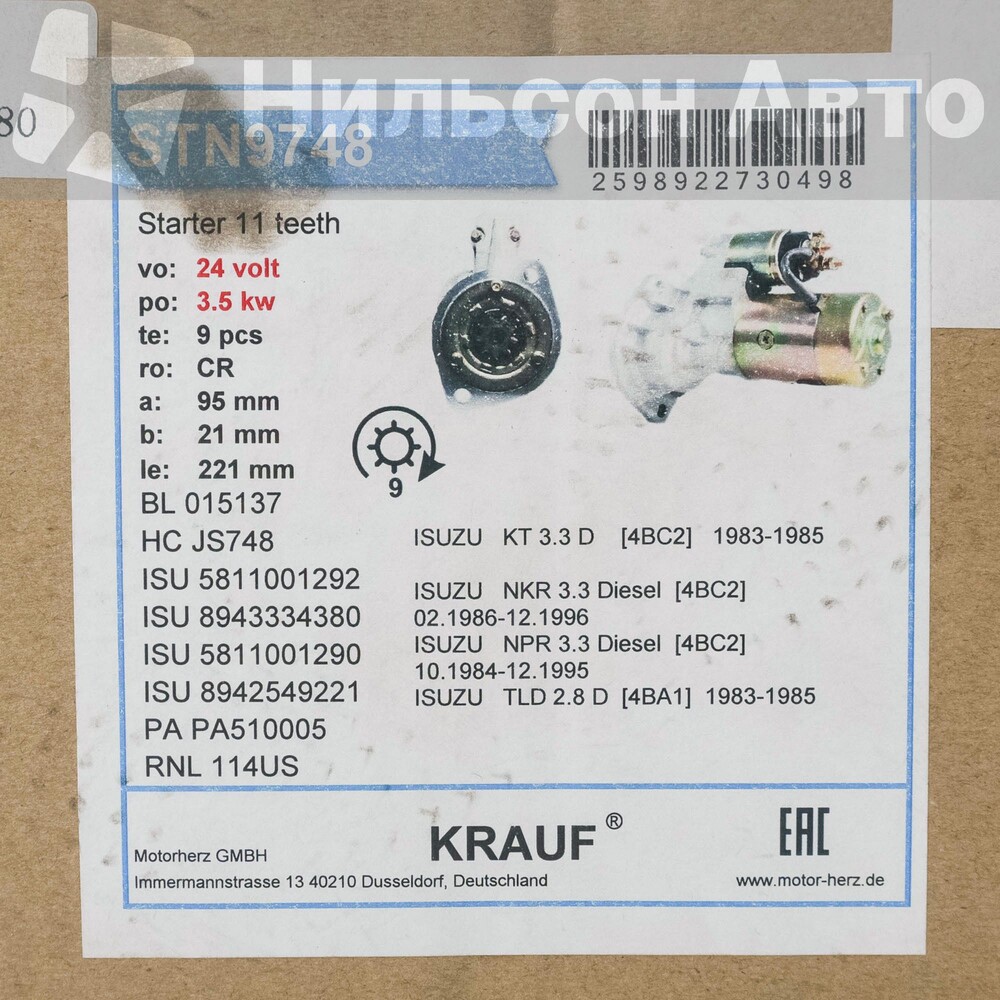 Нильсон Авто
80
STN9748
2598922730498
Starter 11 teeth
vo: 24 volt
po: 3.5 kw
te: 9 pcs
ro: CR
a: 95 mm
b: 21 mm
le: 221 mm
9
BL 015137
HC JS748
ISU 5811001292
ISU 8943334380
ISU 5811001290
ISU 8942549221
PA PA510005
RNL 114US
ISUZU KT 3.3 D [4BC2] 1983-1985
ISUZU NKR 3.3 Diesel [4BC2]
02.1986-12.1996
ISUZU NPR 3.3 Diesel [4BC2]
10.1984-12.1995
ISUZU TLD 2.8 D [4BA1] 1983-1985
Motorherz GMBH
Immermannstrasse 13 40210 Dusseldorf, Deutschland
KRAUF ®
EAC
www.motor-herz.de